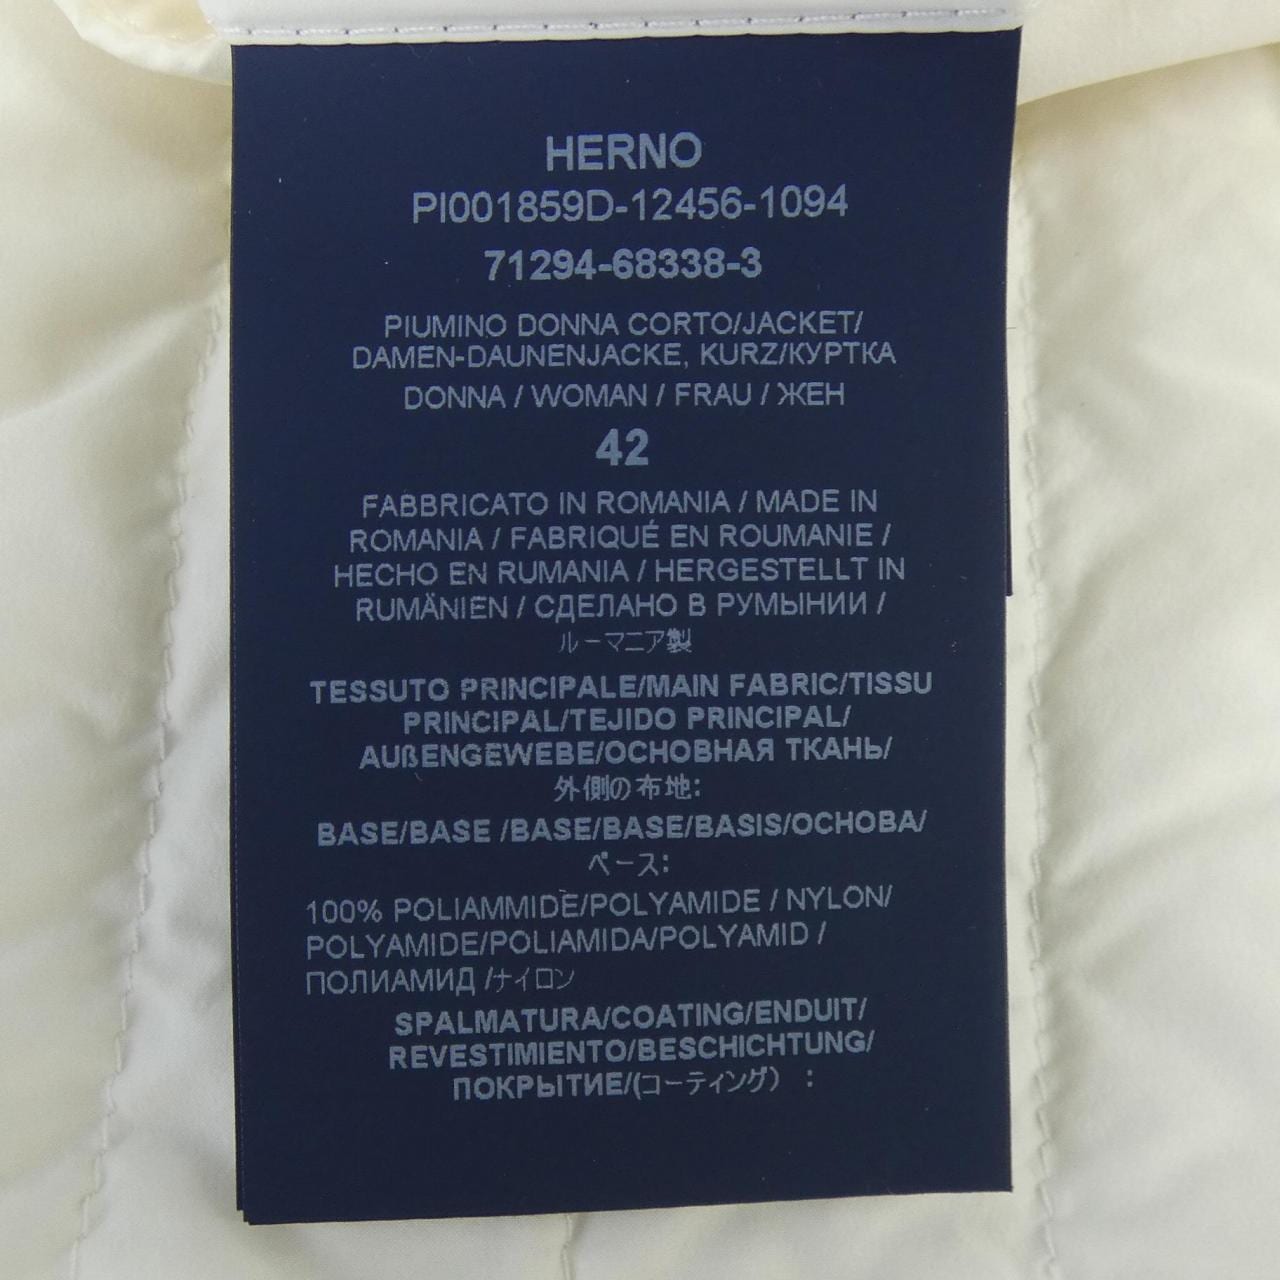 HERNO
PI001859D-12456-1094
71294-68338-3
PIUMINO DONNA CORTO/JACKET/
DAMEN-DAUNENJACKE, KURZ/КУРТКА
DONNA / WOMAN / FRAU / ЖЕН
42
FABBRICATO IN ROMANIA / MADE IN
ROMANIA / FABRIQUÉ EN ROUMANIE /
HECHO EN RUMANIA / HERGESTELLT IN
RUMÄNIEN / СДЕЛАНО В РУМЫНИИ /
ルーマニア製
TESSUTO PRINCIPALE/MAIN FABRIC/TISSU
PRINCIPAL/TEJIDO PRINCIPAL/
AUßENGEWEBE/ОСНОВНАЯ ТКАНЬ/
外側の布地:
BASE/BASE /BASE/BASE/BASIS/ОСНОВА/
ベース:
100% POLIAMMIDE/POLYAMIDE / NYLON/
POLYAMIDE/POLIAMIDA/POLYAMID /
ПОЛИАМИД /ナイロン
SPALMATURA/COATING/ENDUIT/
REVESTIMIENTO/BESCHICHTUNG/
ПОКРЫТИЕ/(コーティング) :